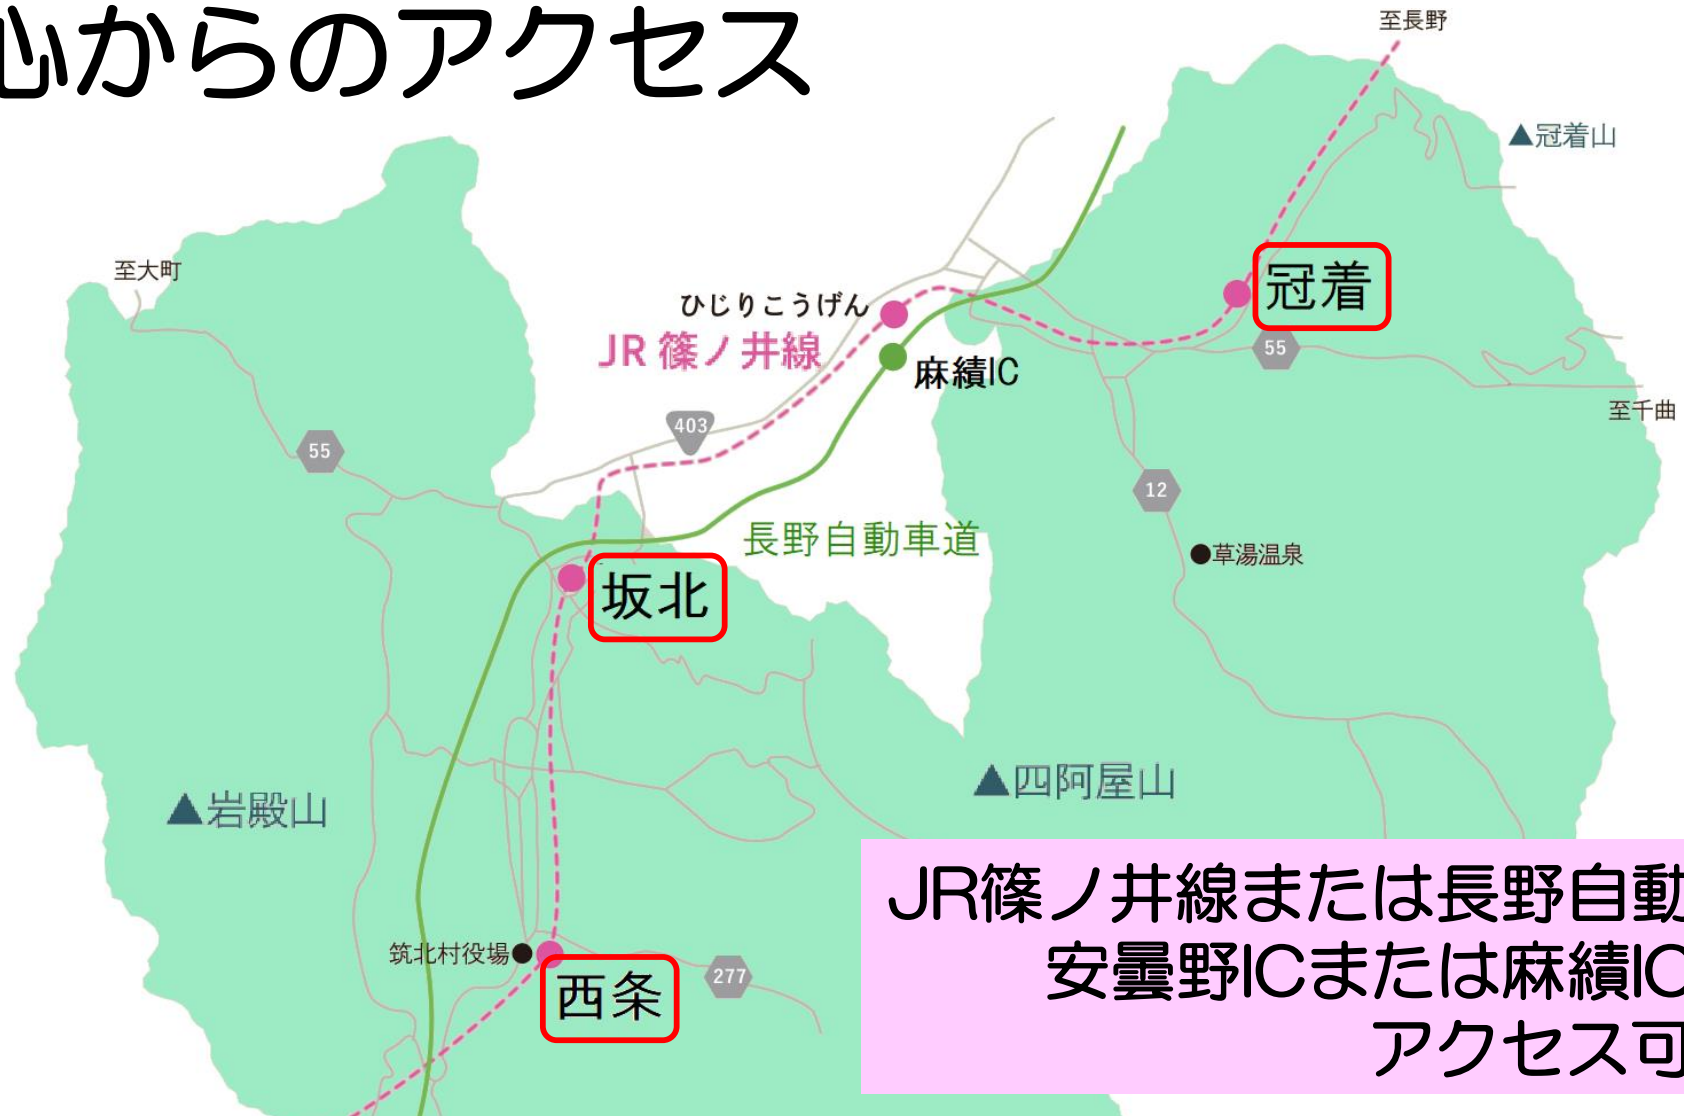 心からのアクセス
至長野
▲冠着山
至大町
冠着
ひじりこうげん
JR 篠ノ井線
麻績IC
55
至千曲
403
55
12
長野自動車道
草湯温泉
坂北
▲四阿屋山
▲岩殿山
JR篠ノ井線または長野自動
安曇野ICまたは麻績IC
アクセス可
筑北村役場
西条
277